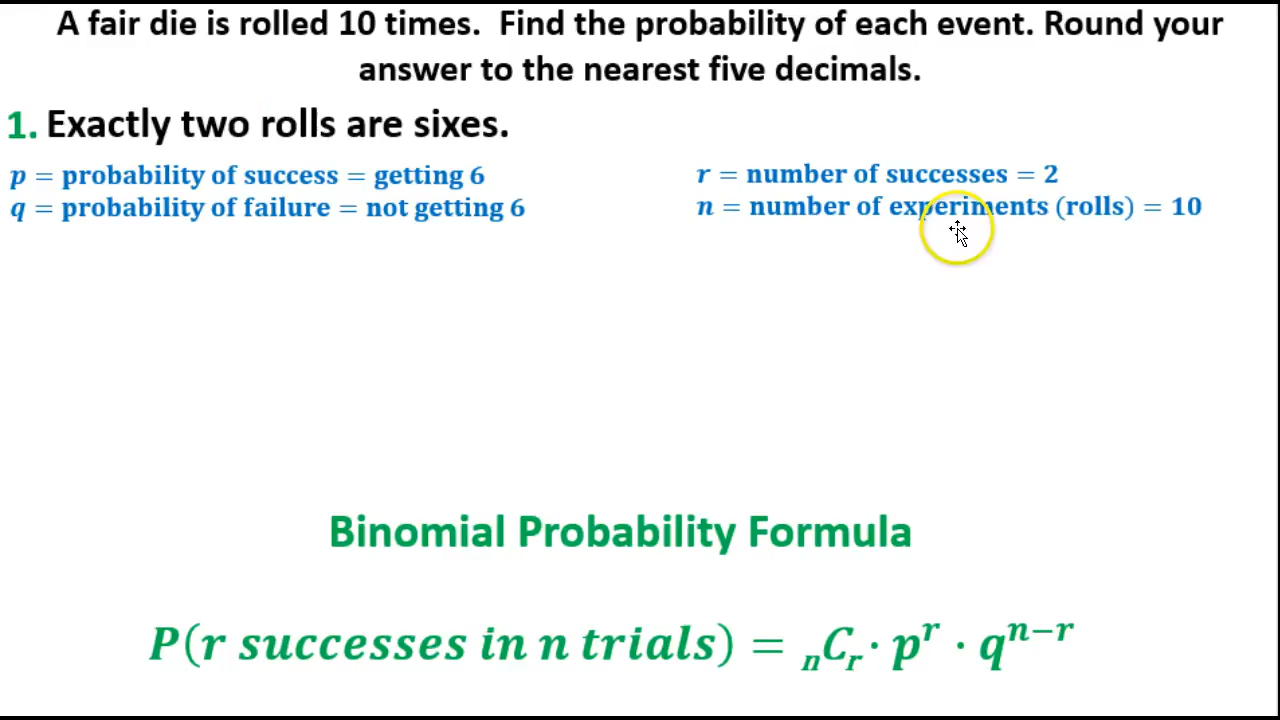 A fair die is rolled 10 times.  Find the probability of each event. Round your
answer to the nearest five decimals.
1. Exactly two rolls are sixes.
p = probability of success = getting 6
q = probability of failure = not getting 6
r = number of successes = 2
n = number of experiments (rolls) = 10
Binomial Probability Formula
P(r successes in n trials) = ₙCᵣ · pʳ · qⁿ⁻ʳ